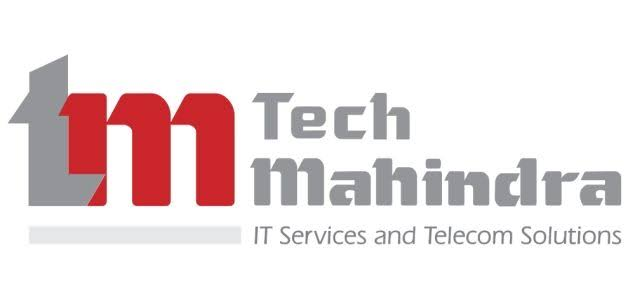 tm
Tech
Mahindra
IT Services and Telecom Solutions